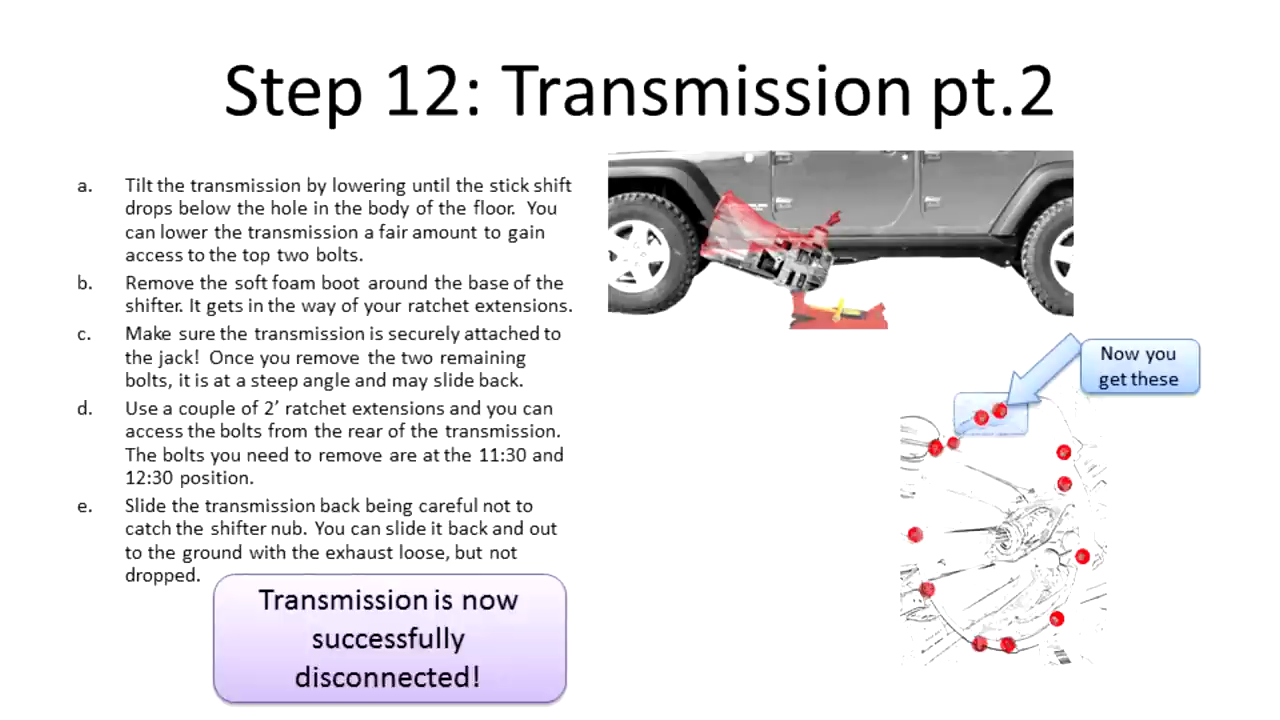 Step 12: Transmission pt.2
a. Tilt the transmission by lowering until the stick shift
drops below the hole in the body of the floor.  You
can lower the transmission a fair amount to gain
access to the top two bolts.
b. Remove the soft foam boot around the base of the
shifter. It gets in the way of your ratchet extensions.
c. Make sure the transmission is securely attached to
the jack!  Once you remove the two remaining
bolts, it is at a steep angle and may slide back.
d. Use a couple of 2’ ratchet extensions and you can
access the bolts from the rear of the transmission.
The bolts you need to remove are at the 11:30 and
12:30 position.
e. Slide the transmission back being careful not to
catch the shifter nub.  You can slide it back and out
to the ground with the exhaust loose, but not
dropped.
Transmission is now
successfully
disconnected!
Now you
get these